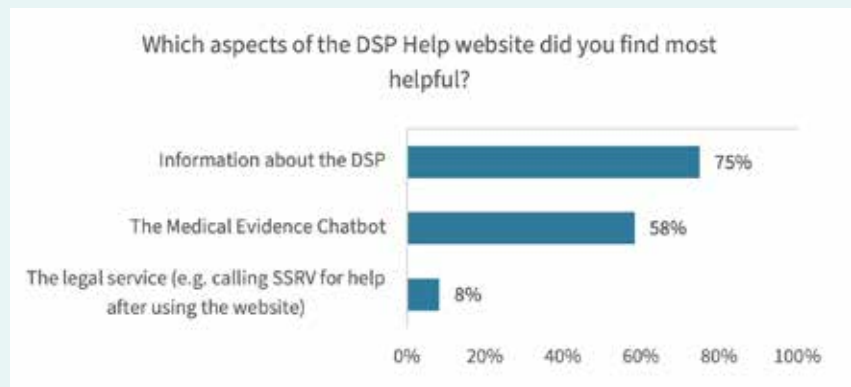 Which aspects of the DSP Help website did you find most
helpful?
Information about the DSP
75%
The Medical Evidence Chatbot
58%
The legal service (e.g. calling SSRV for help
after using the website)
8%
0% 20% 40% 60% 80% 100%